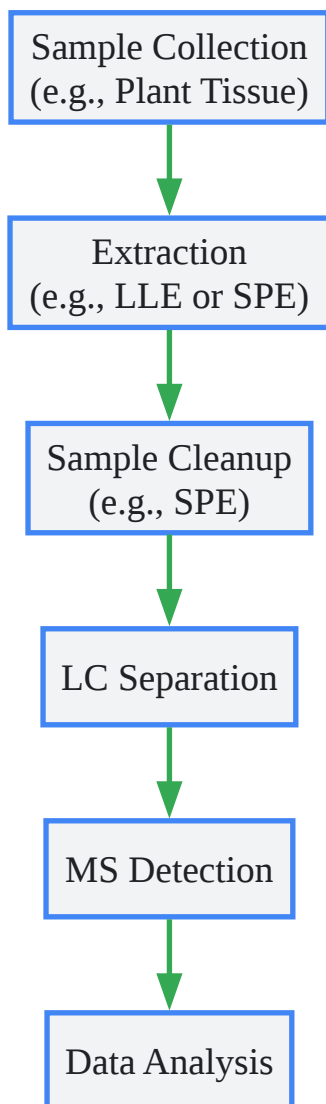 Sample Collection
(e.g., Plant Tissue)
Extraction
(e.g., LLE or SPE)
Sample Cleanup
(e.g., SPE)
LC Separation
MS Detection
Data Analysis